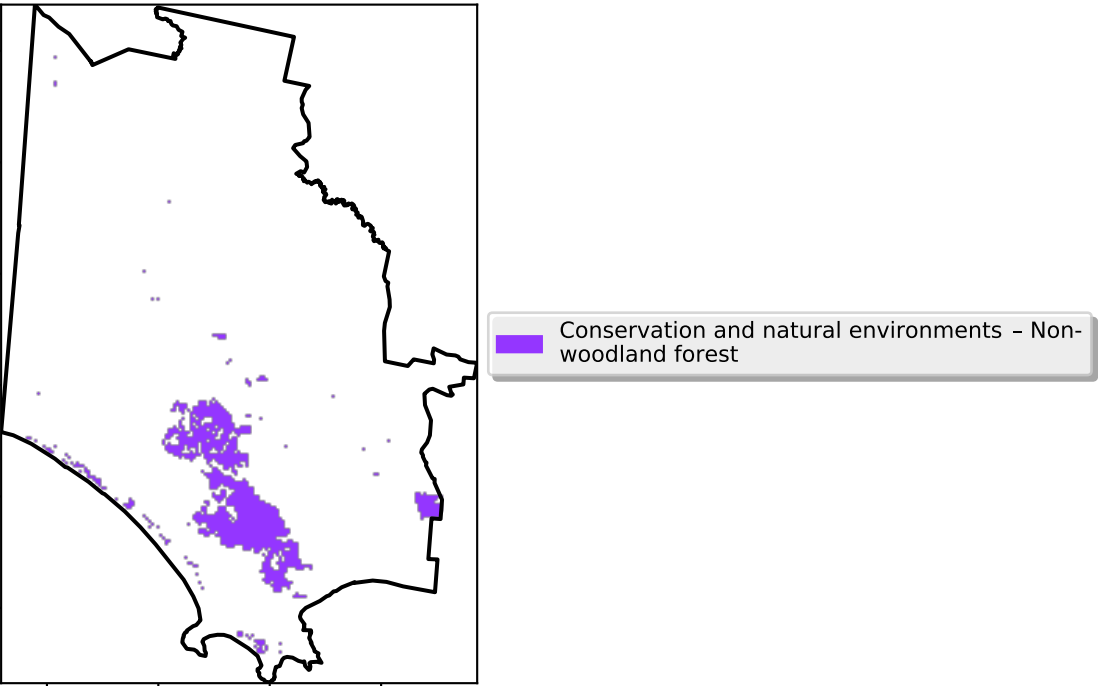 Conservation and natural environments – Non-
woodland forest